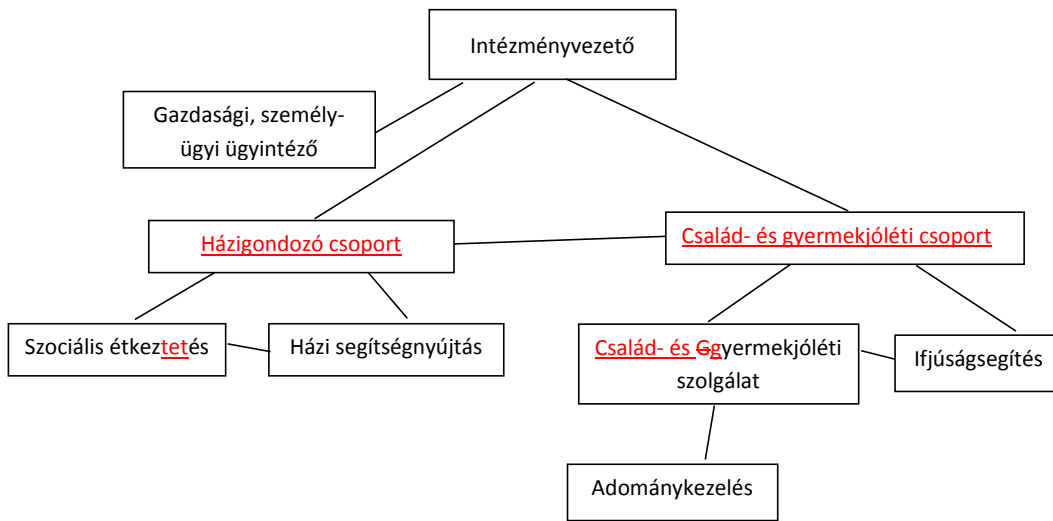 Intézményvezető
Gazdasági, személy-
ügyi ügyintéző
Házigondozó csoport
Család- és gyermekjóléti csoport
Szociális étkeztetés
Házi segítségnyújtás
Család- és Ggyermekjóléti
szolgálat
Ifjúságsegítés
Adománykezelés